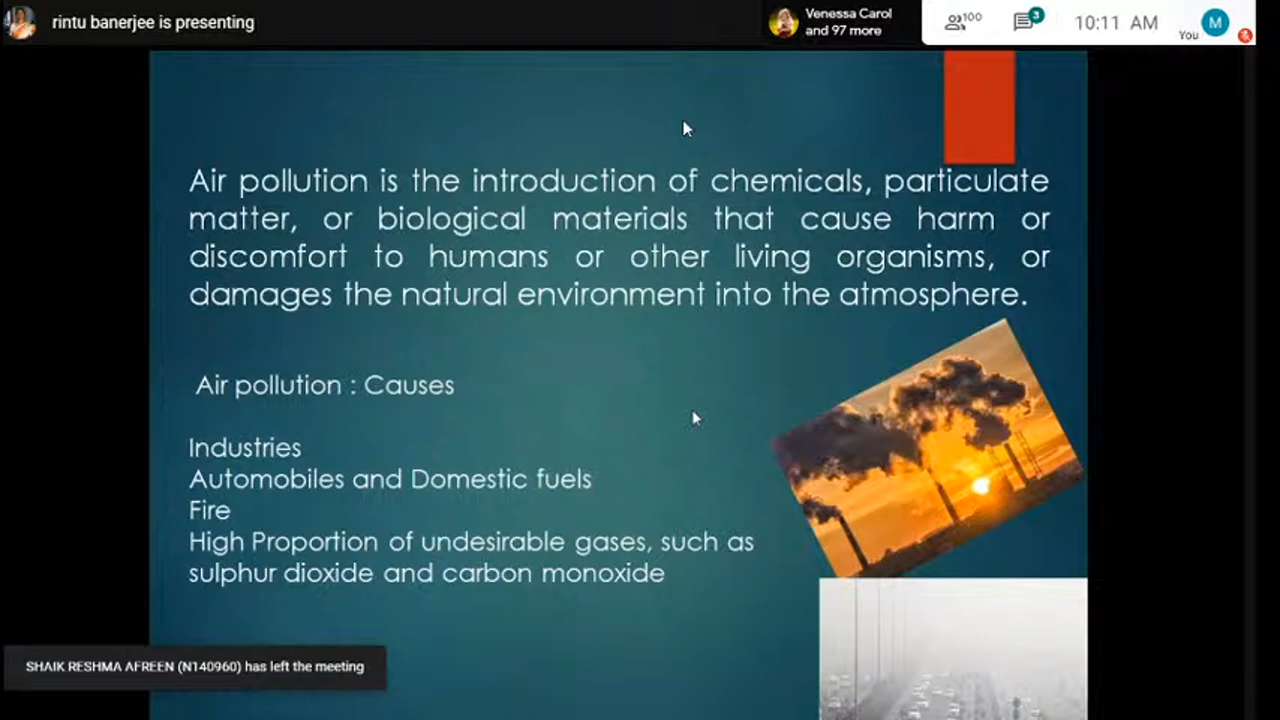 rintu banerjee is presenting
Venessa Carol
and 97 more
100
3
10:11 AM
You
M
Air pollution is the introduction of chemicals, particulate
matter, or biological materials that cause harm or
discomfort to humans or other living organisms, or
damages the natural environment into the atmosphere.
Air pollution : Causes
Industries
Automobiles and Domestic fuels
Fire
High Proportion of undesirable gases, such as
sulphur dioxide and carbon monoxide
SHAIK RESHMA AFREEN (N140960) has left the meeting